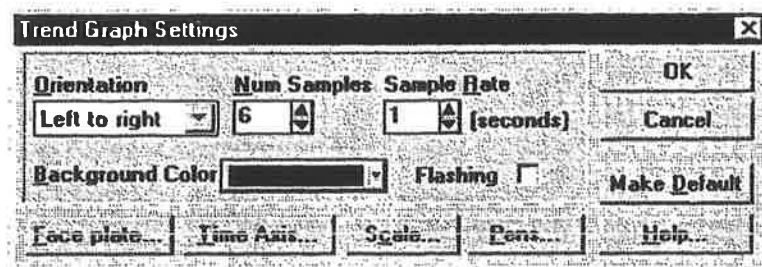 Trend Graph Settings
Orientation Num Samples Sample Rate OK
Left to right 6 1 (seconds) Cancel
Background Color Flashing Make Default
Face plate... Time Axis... Scale... Pens... Help...